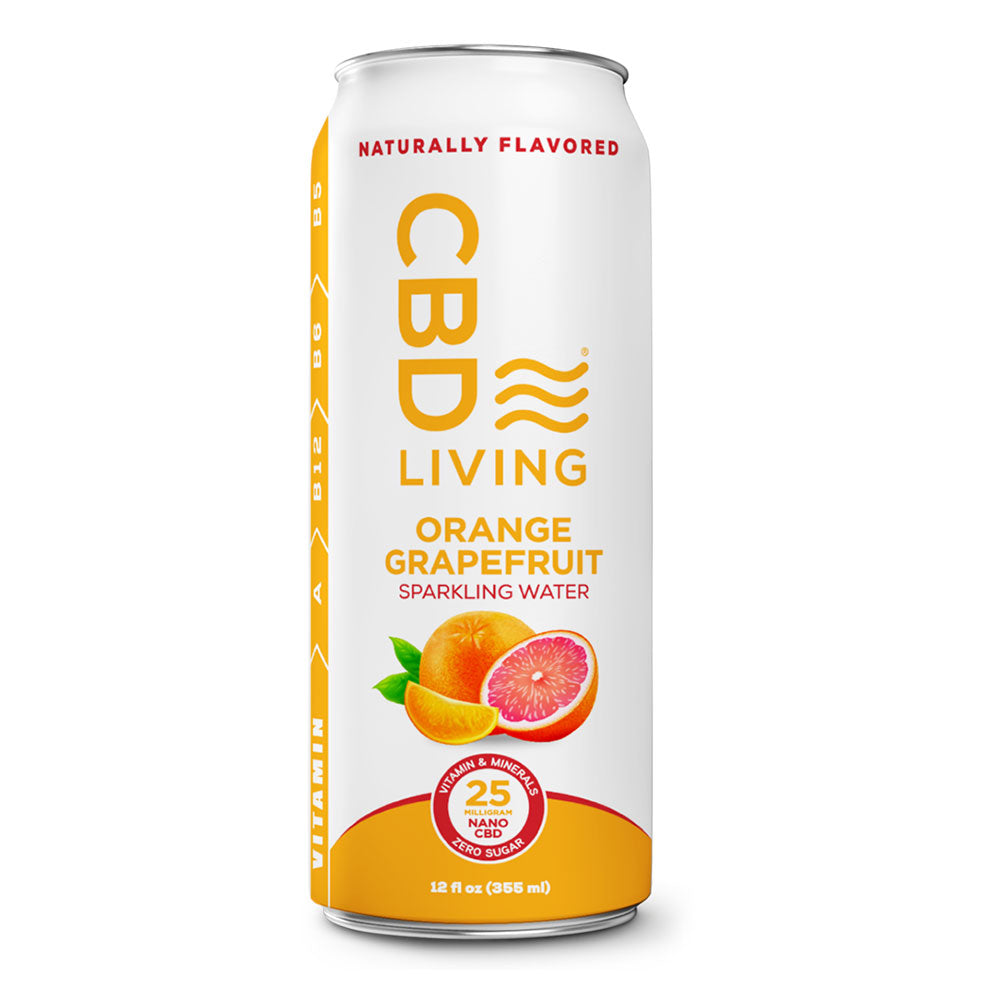 NATURALLY FLAVORED
CBD
®
LIVING
ORANGE
GRAPEFRUIT
SPARKLING WATER
VITAMIN & MINERALS
25
MILLIGRAM
NANO
CBD
ZERO SUGAR
12 fl oz (355 ml)
VITAMIN A B12 B6 B5